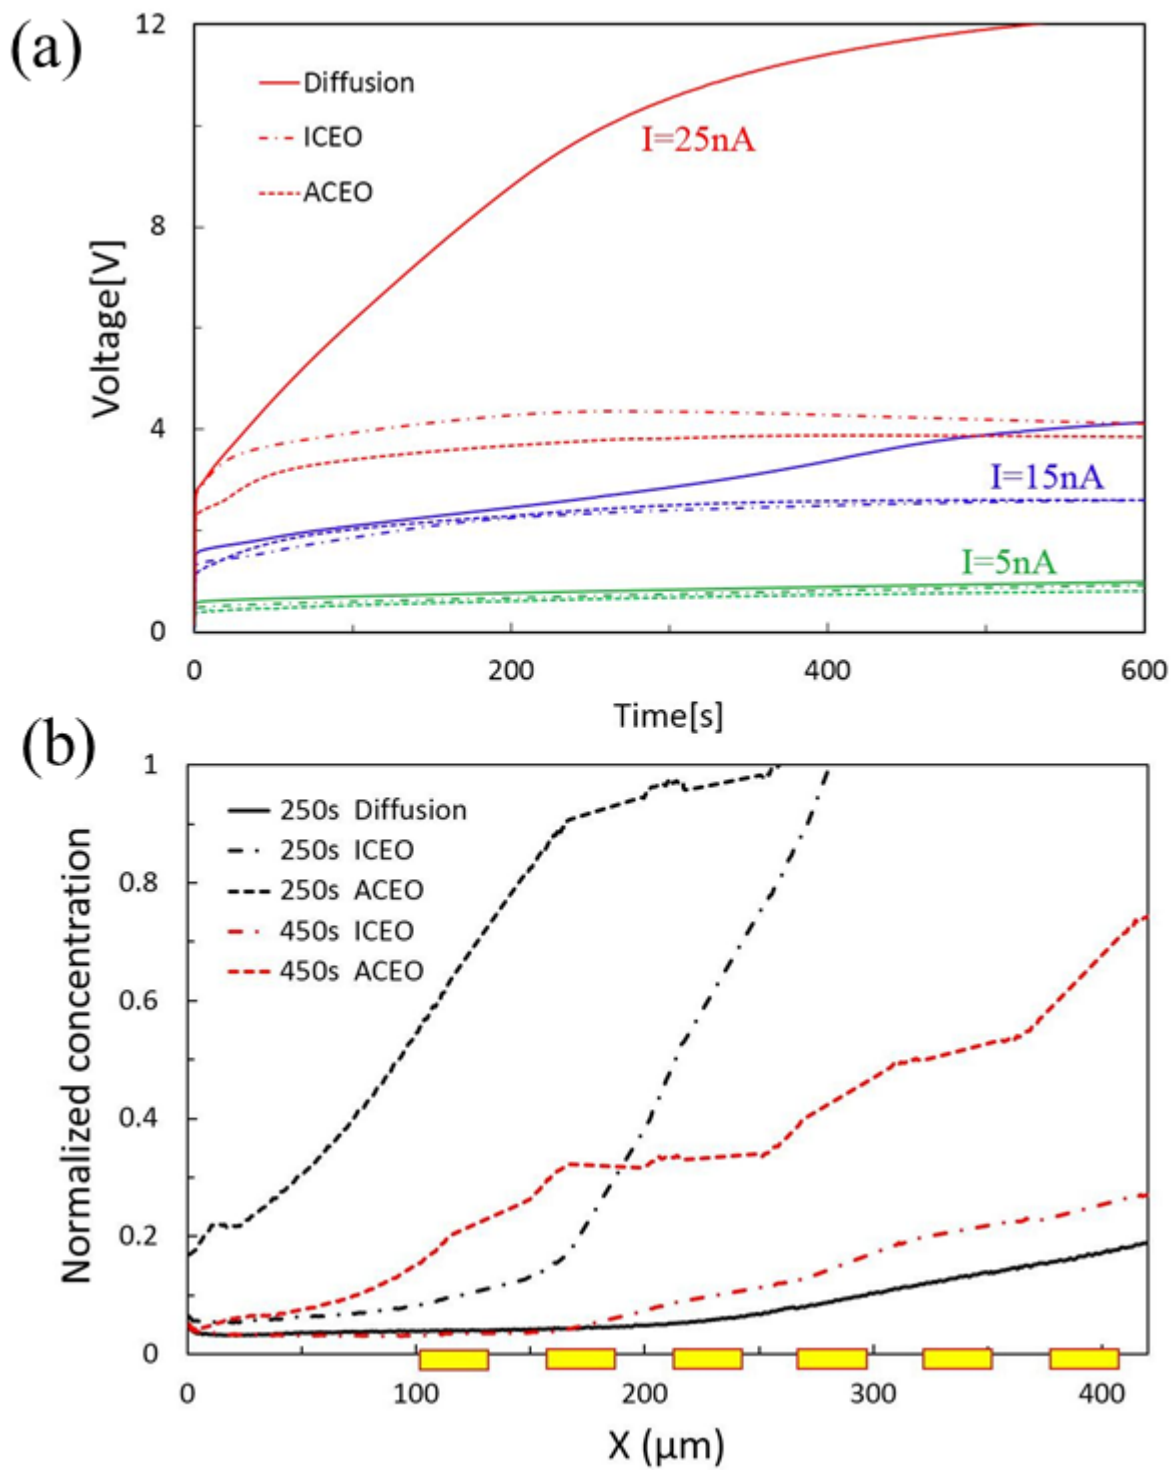 (a)
12
8
4
0
Voltage[V]
Diffusion
ICEO
ACEO
I=25nA
I=15nA
I=5nA
0
200
400
600
Time[s]
(b)
1
0.8
0.6
0.4
0.2
0
Normalized concentration
250s Diffusion
250s ICEO
250s ACEO
450s ICEO
450s ACEO
0
100
200
300
400
X (μm)